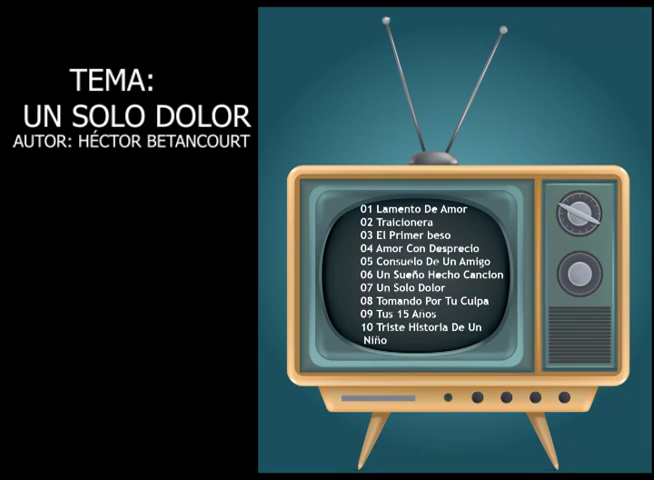 TEMA:
UN SOLO DOLOR
AUTOR: HÉCTOR BETANCOURT
01 Lamento De Amor
02 Traicionera
03 El Primer beso
04 Amor Con Desprecio
05 Consuelo De Un Amigo
06 Un Sueño Hecho Cancion
07 Un Solo Dolor
08 Tomando Por Tu Culpa
09 Tus 15 Años
10 Triste Historia De Un
Niño